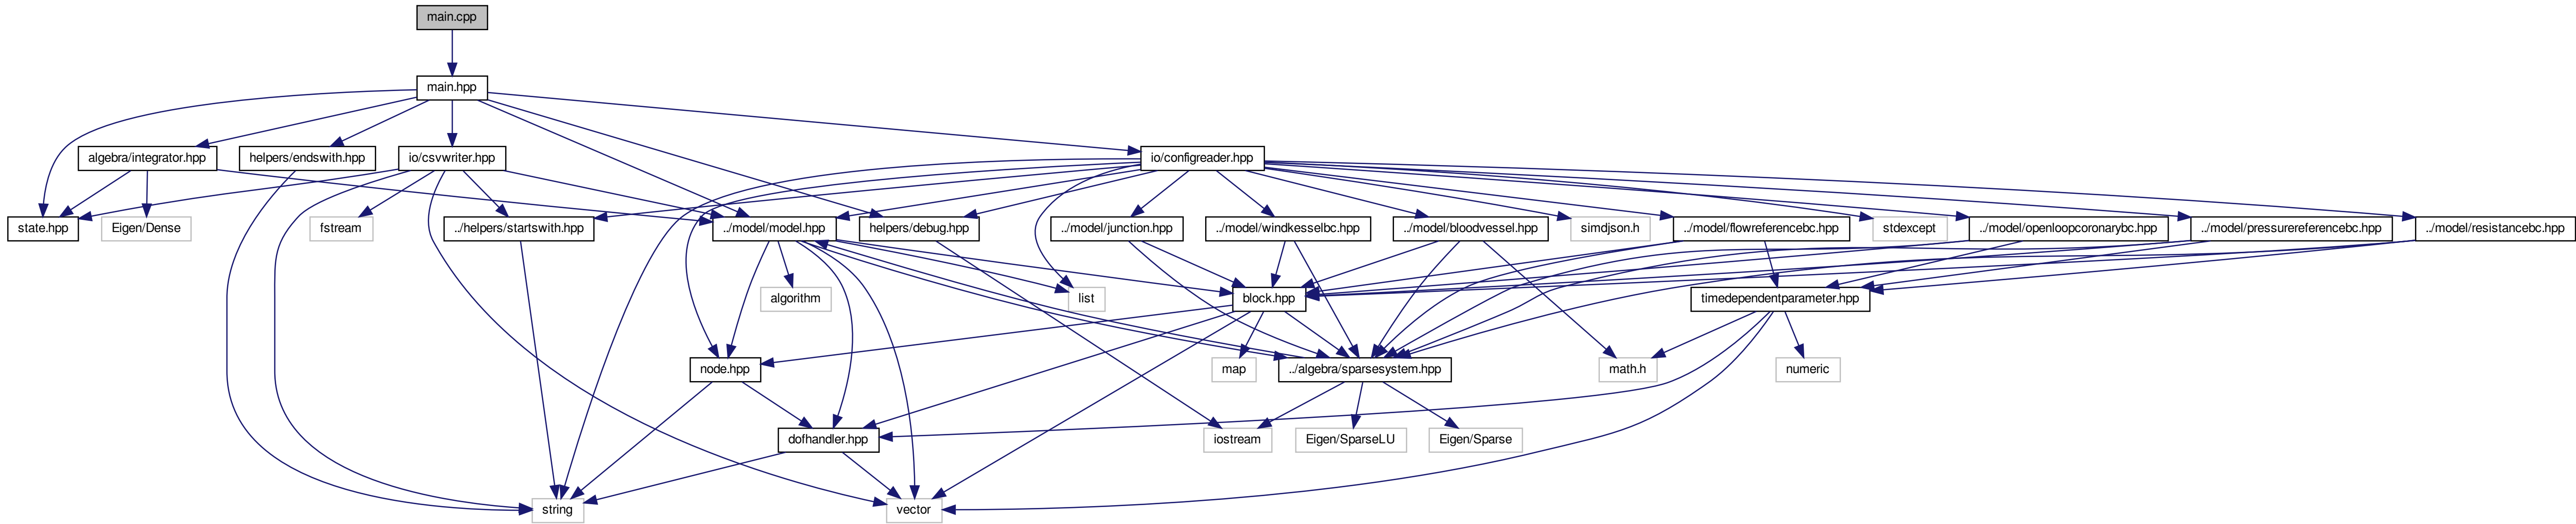 main.cpp
main.hpp
algebra/integrator.hpp
helpers/endswith.hpp
io/csvwriter.hpp
io/configreader.hpp
state.hpp
Eigen/Dense
fstream
../helpers/startswith.hpp
../model/model.hpp
helpers/debug.hpp
../model/junction.hpp
../model/windkesselbc.hpp
../model/bloodvessel.hpp
simdjson.h
../model/flowreferencebc.hpp
stdexcept
../model/openloopcoronarybc.hpp
../model/pressurereferencebc.hpp
../model/resistancebc.hpp
algorithm
list
block.hpp
timedependentparameter.hpp
node.hpp
map
../algebra/sparsesystem.hpp
math.h
numeric
dofhandler.hpp
iostream
Eigen/SparseLU
Eigen/Sparse
string
vector